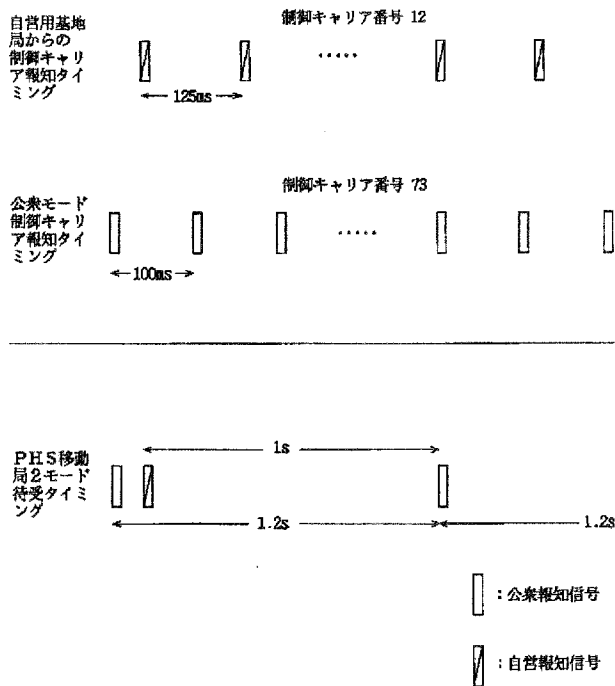 自営用基地
局からの
制御キャリ
ア報知タイ
ミング
制御キャリア番号 12
‥‥‥
125ms
公衆モード
制御キャリ
ア報知タイ
ミング
制御キャリア番号 73
‥‥‥
100ms
PHS移動
局2モード
待受タイミ
ング
1s
1.2s
1.2s
:公衆報知信号
:自営報知信号